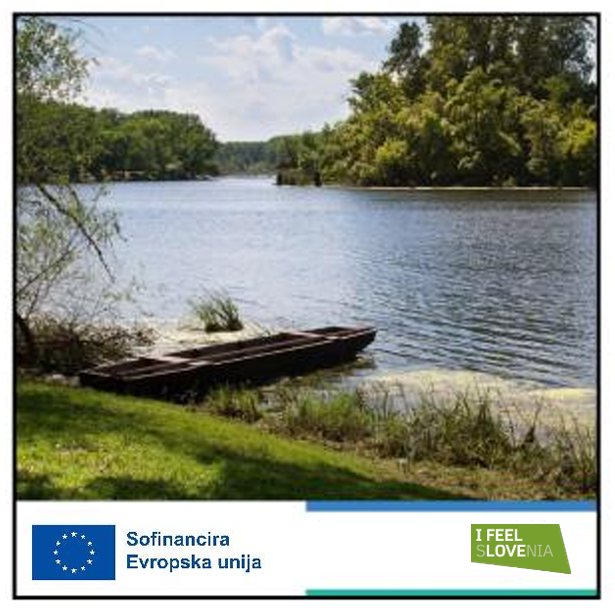 Sofinancira
Evropska unija
I FEEL
SLOVENIA